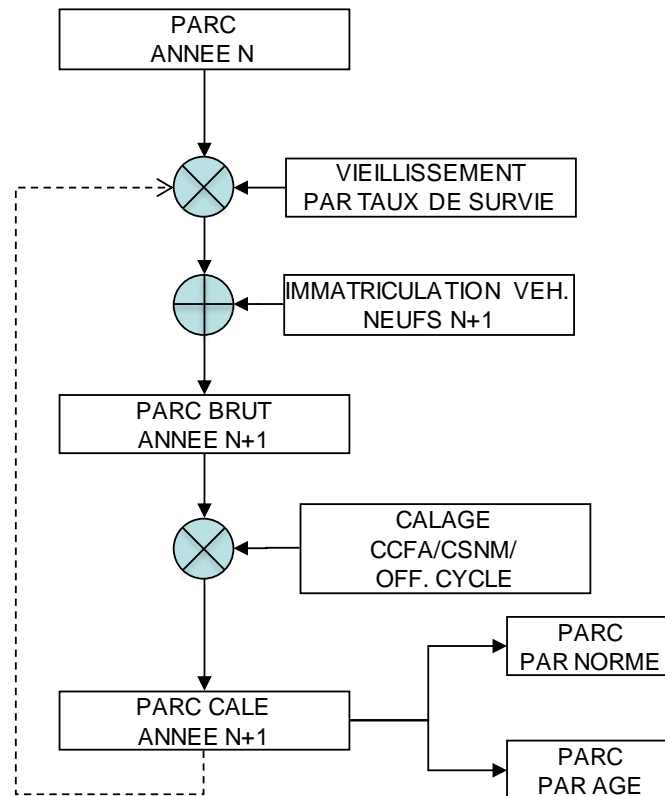 PARC
ANNEE N
VIEILLISSEMENT
PAR TAUX DE SURVIE
IMMATRICULATION VEH.
NEUFS N+1
PARC BRUT
ANNEE N+1
CALAGE
CCFA/CSNM/
OFF. CYCLE
PARC
PAR NORME
PARC CALE
ANNEE N+1
PARC
PAR AGE